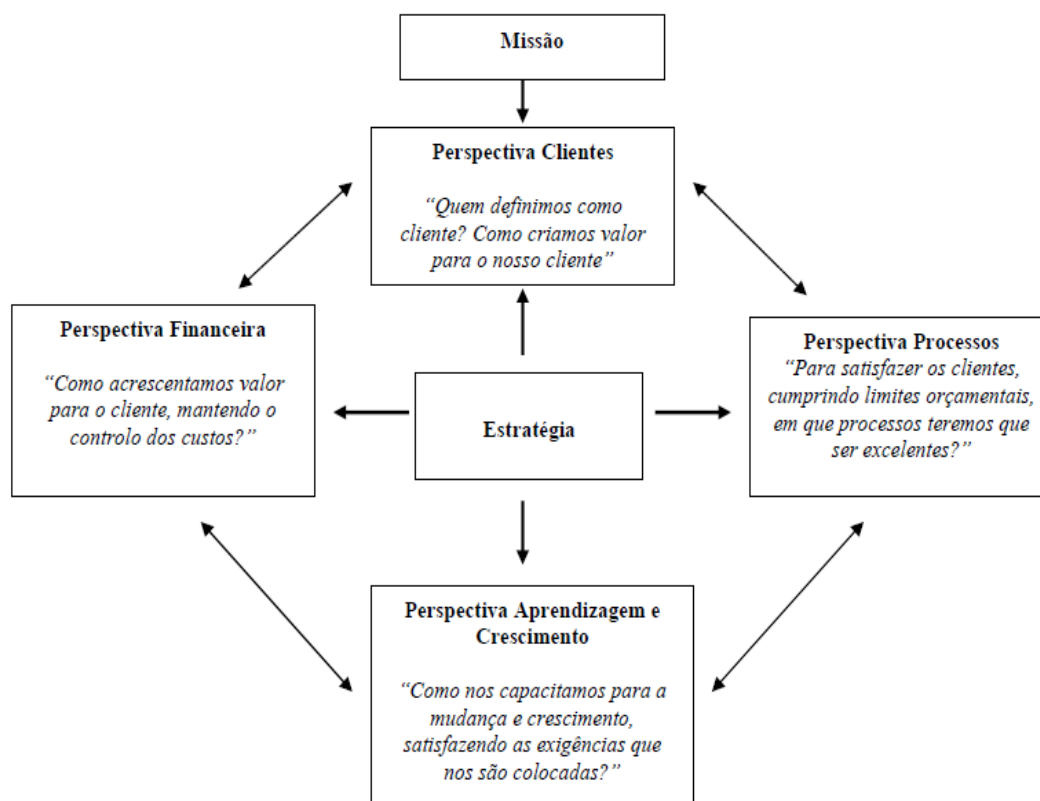 Missão
Perspectiva Clientes
“Quem definimos como
cliente? Como criamos valor
para o nosso cliente”
Perspectiva Financeira
“Como acrescentamos valor
para o cliente, mantendo o
controlo dos custos?”
Estratégia
Perspectiva Processos
“Para satisfazer os clientes,
cumprindo limites orçamentais,
em que processos teremos que
ser excelentes?”
Perspectiva Aprendizagem e
Crescimento
“Como nos capacitamos para a
mudança e crescimento,
satisfazendo as exigências que
nos são colocadas?”